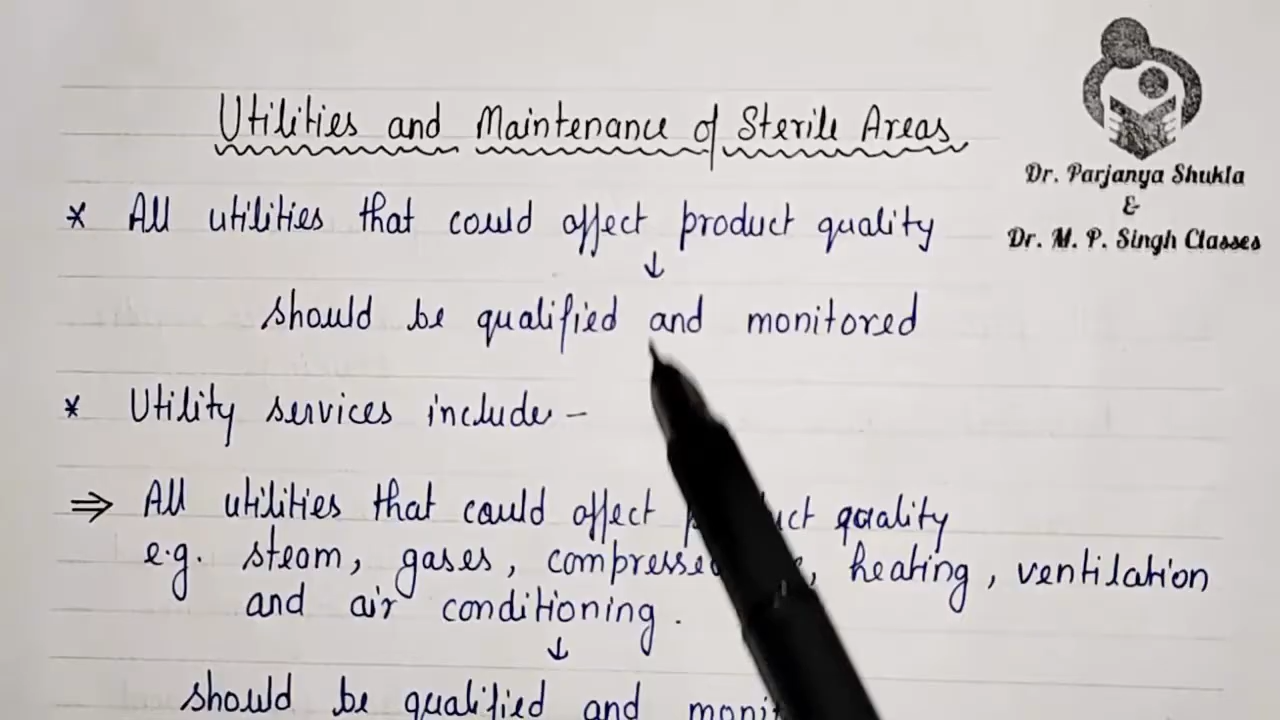 Utilities and Maintenance of Sterile Areas
Dr. Parjanya Shukla
&
Dr. M. P. Singh Classes
* All utilities that could affect product quality
↓
should be qualified and monitored
* Utility services include -
⇒ All utilities that could affect quality
e.g. steam, gases, heating, ventilation
and air conditioning.
↓
should be qualified and